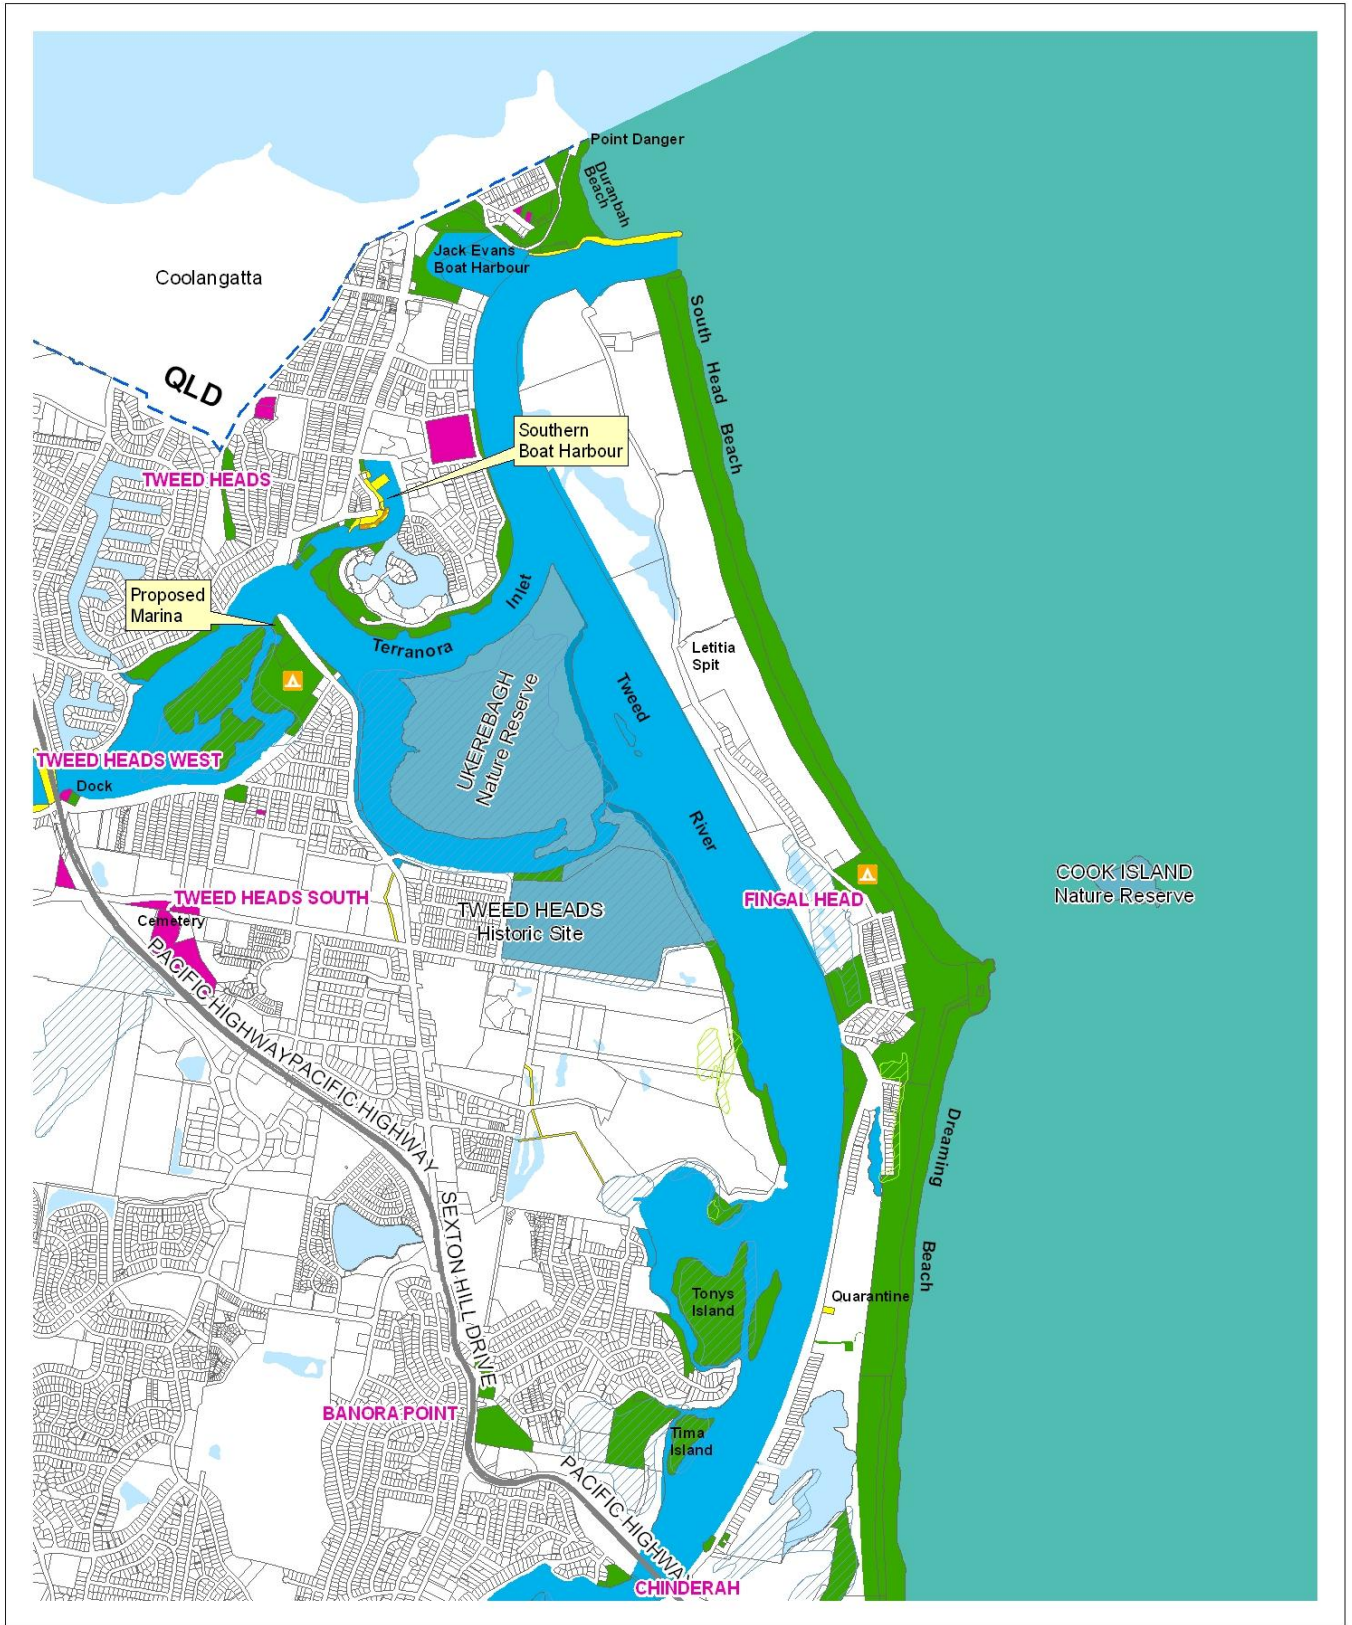 Point Danger
Duranbah
Beach
Jack Evans
Boat Harbour
Coolangatta
South Head Beach
QLD
Southern
Boat Harbour
TWEED HEADS
Proposed
Marina
Terranora Inlet
Letitia
Spit
UKEREBAGH
Nature Reserve
Tweed River
TWEED HEADS WEST
Dock
COOK ISLAND
Nature Reserve
TWEED HEADS SOUTH
FINGAL HEAD
Cemetery
TWEED HEADS
Historic Site
PACIFIC HIGHWAY
PACIFIC HIGHWAY
Dreaming Beach
SEXTON HILL DRIVE
Tonys
Island
Quarantine
BANORA POINT
Tima
Island
PACIFIC HIGHWAY
CHINDERAH